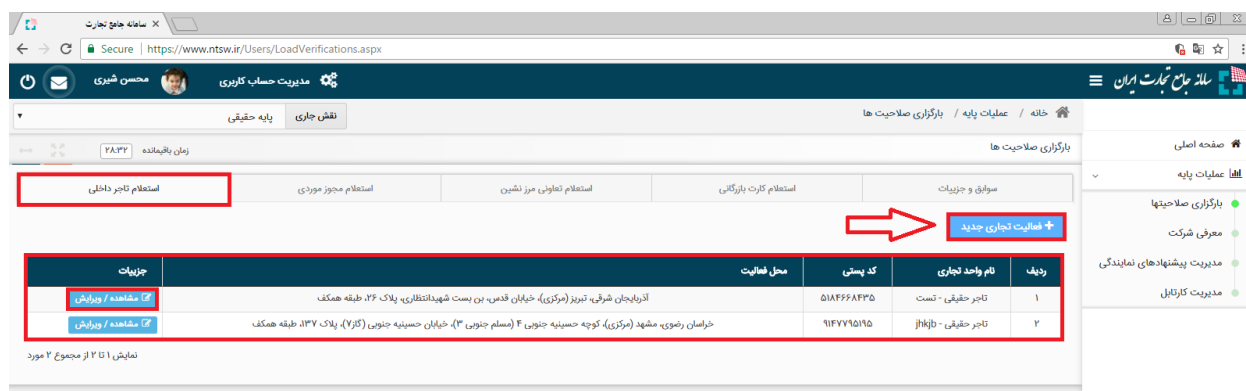 سامانه جامع تجارت
Secure | https://www.ntsw.ir/Users/LoadVerifications.aspx
سامانه جامع تجارت ایران
مدیریت حساب کاربری
محسن شیری
خانه / عملیات پایه / بارگزاری صلاحیت ها
نقش جاری
پایه حقیقی
بارگزاری صلاحیت ها
زمان باقیمانده ۲۸:۳۲
صفحه اصلی
عملیات پایه
بارگزاری صلاحیتها
معرفی شرکت
مدیریت پیشنهادهای نمایندگی
مدیریت کارتابل
سوابق و جزییات
استعلام کارت بازرگانی
استعلام تعاونی مرز نشین
استعلام مجوز موردی
استعلام تاجر داخلی
+ فعالیت تجاری جدید
ردیف نام واحد تجاری کد پستی محل فعالیت جزییات
۱ تاجر حقیقی - تست ۵۱۸۴۶۶۸۴۳۵ آذربایجان شرقی، تبریز (مرکزی)، خیابان قدس، بن بست شهیدانتظاری، پلاک ۲۶، طبقه همکف مشاهده / ویرایش
۲ تاجر حقیقی - jhkjb ۹۱۴۷۷۹۵۱۹۵ خراسان رضوی، مشهد (مرکزی)، کوچه حسینیه جنوبی ۴ (مسلم جنوبی ۳)، خیابان حسینیه جنوبی (گاز۷)، پلاک ۱۳۷، طبقه همکف مشاهده / ویرایش
نمایش ۱ تا ۲ از مجموع ۲ مورد